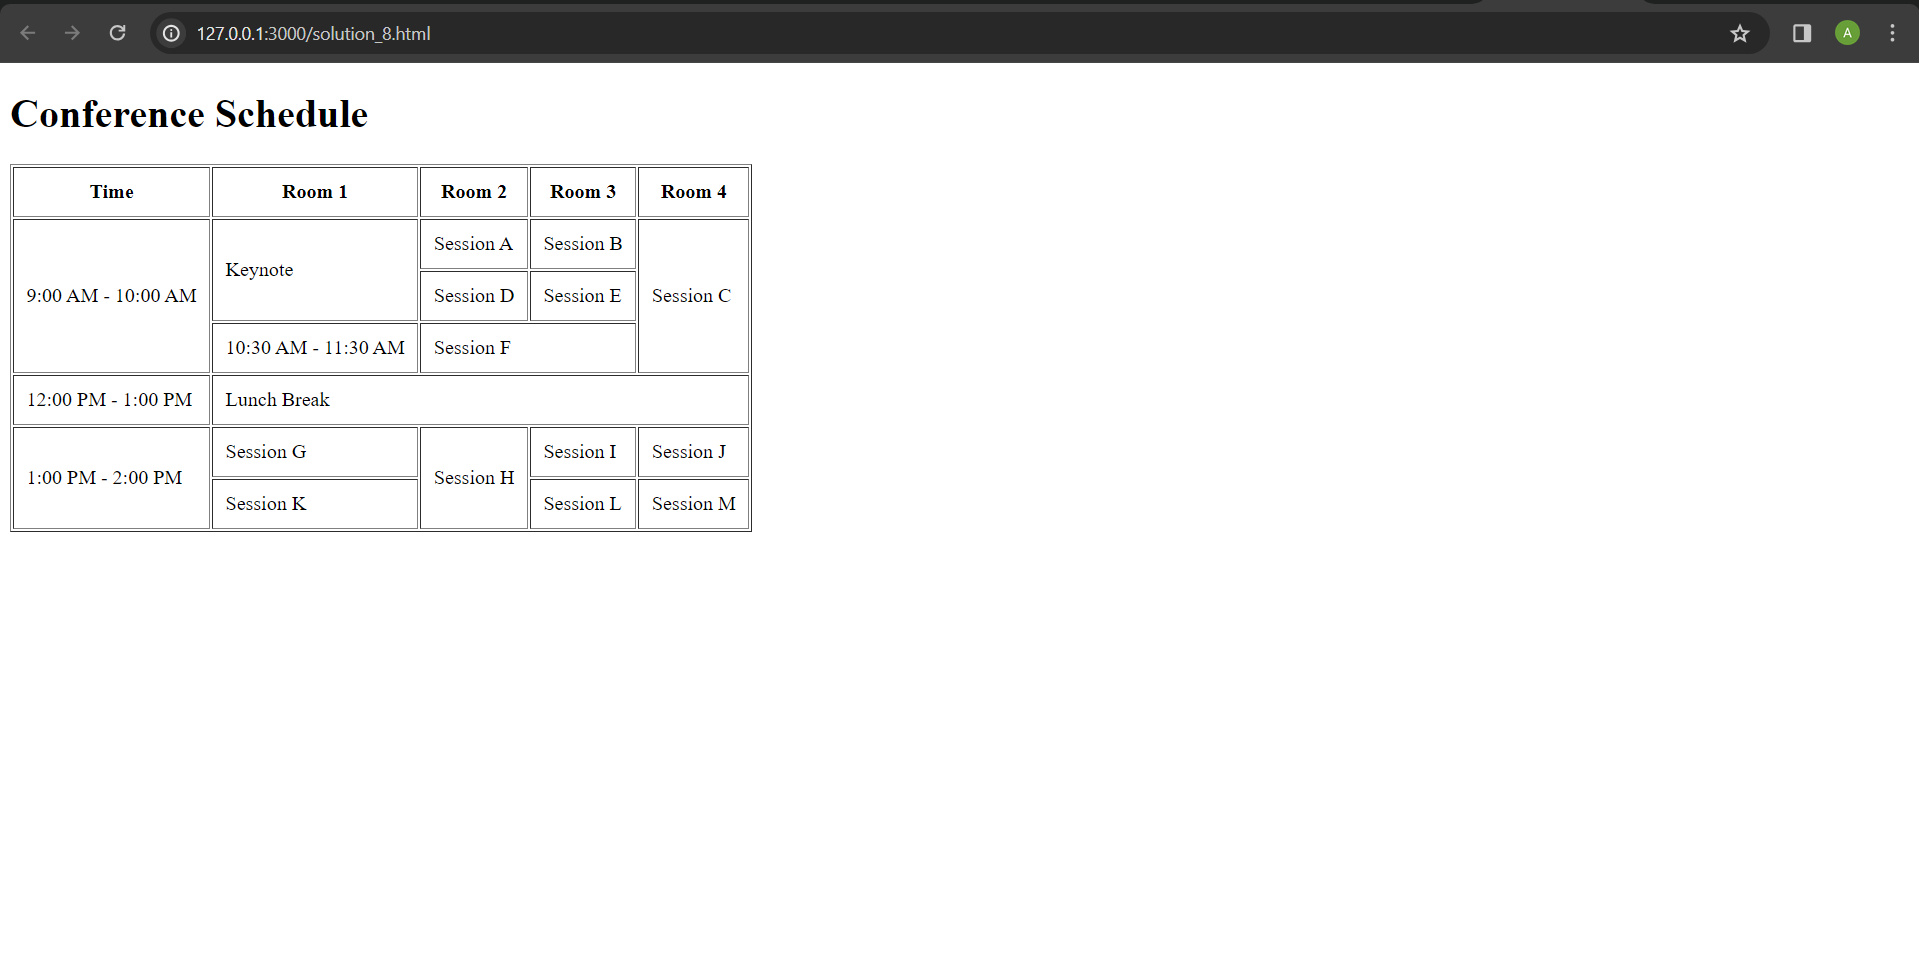 127.0.0.1:3000/solution_8.html
A
Conference Schedule
Time Room 1 Room 2 Room 3 Room 4
9:00 AM - 10:00 AM Keynote Session A Session B Session C
Session D Session E
10:30 AM - 11:30 AM Session F
12:00 PM - 1:00 PM Lunch Break
1:00 PM - 2:00 PM Session G Session H Session I Session J
Session K Session L Session M